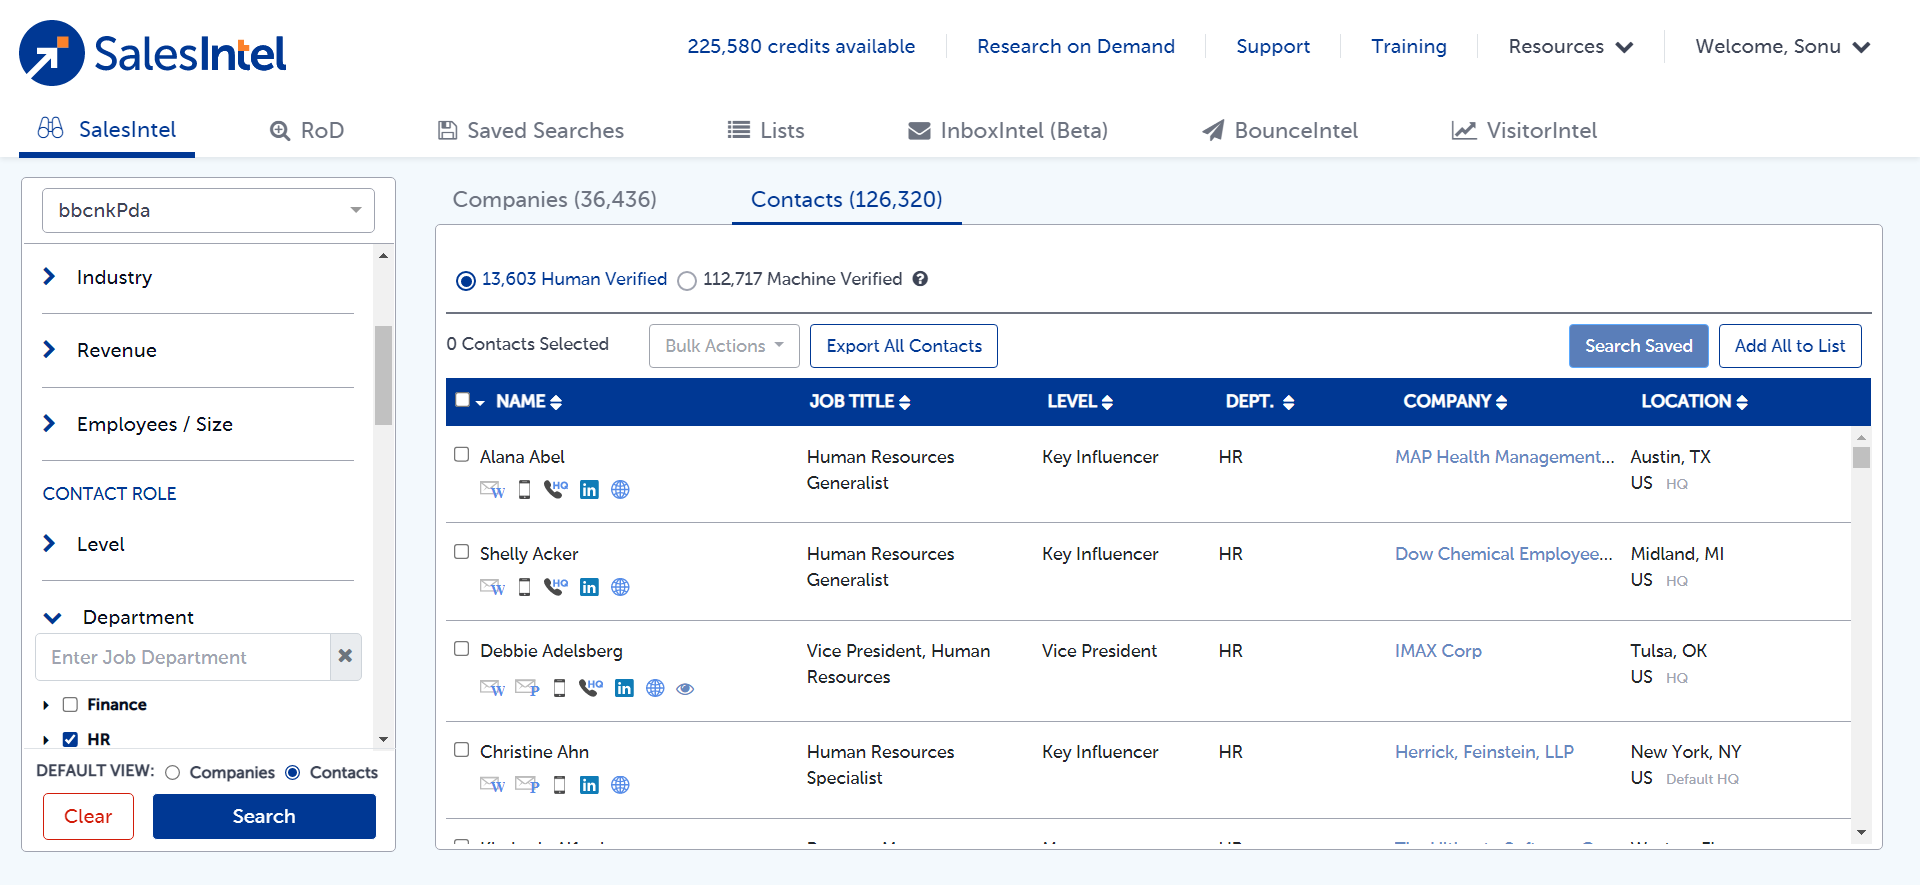 SalesIntel
225,580 credits available
Research on Demand
Support
Training
Resources
Welcome, Sonu
SalesIntel
RoD
Saved Searches
Lists
InboxIntel (Beta)
BounceIntel
VisitorIntel
bbcnkPda
Industry
Revenue
Employees / Size
CONTACT ROLE
Level
Department
Enter Job Department
Finance
HR
DEFAULT VIEW: Companies Contacts
Clear
Search
Companies (36,436)
Contacts (126,320)
13,603 Human Verified
112,717 Machine Verified
0 Contacts Selected
Bulk Actions
Export All Contacts
Search Saved
Add All to List
NAME JOB TITLE LEVEL DEPT. COMPANY LOCATION
Alana Abel
W HQ in
Human Resources
Generalist
Key Influencer
HR
MAP Health Management...
Austin, TX
US HQ
Shelly Acker
W HQ in
Human Resources
Generalist
Key Influencer
HR
Dow Chemical Employee...
Midland, MI
US HQ
Debbie Adelsberg
W P HQ in
Vice President, Human
Resources
Vice President
HR
IMAX Corp
Tulsa, OK
US HQ
Christine Ahn
W P in
Human Resources
Specialist
Key Influencer
HR
Herrick, Feinstein, LLP
New York, NY
US Default HQ